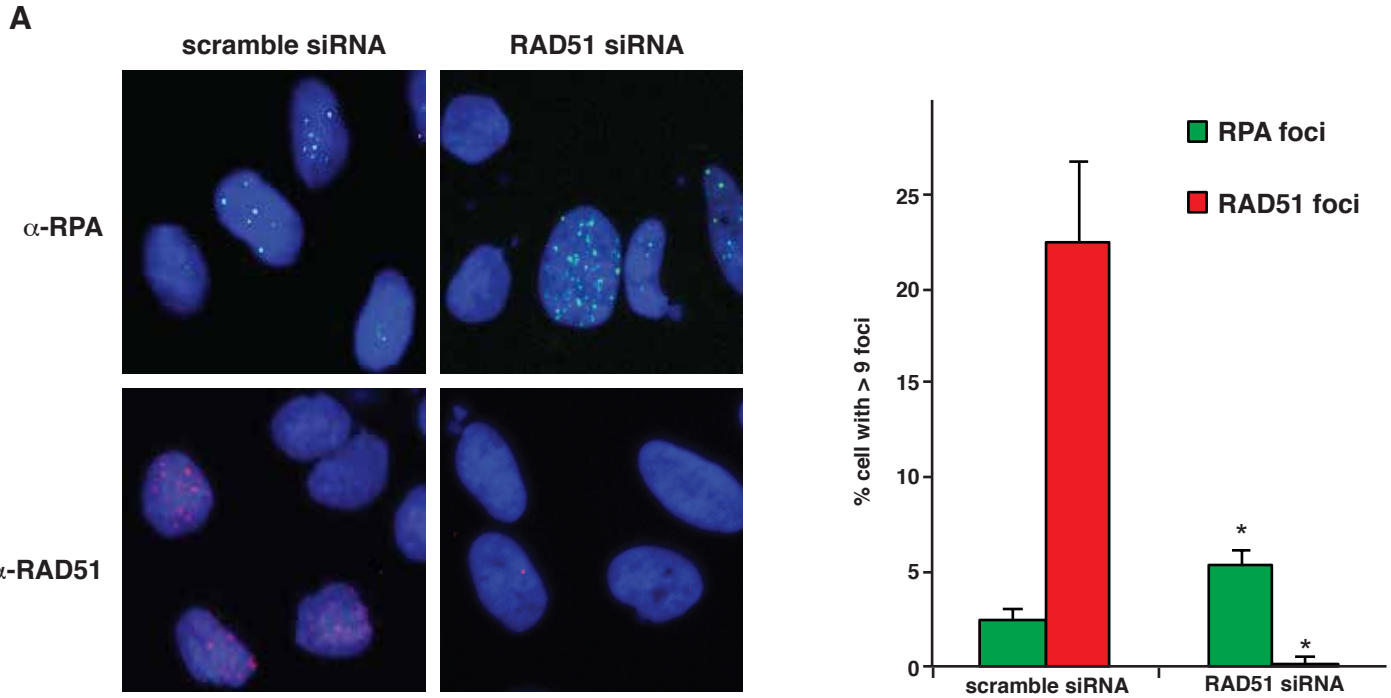 A
scramble siRNA
RAD51 siRNA
α-RPA
α-RAD51
RPA foci
RAD51 foci
% cell with > 9 foci
25
20
15
10
5
0
*
*
scramble siRNA
RAD51 siRNA